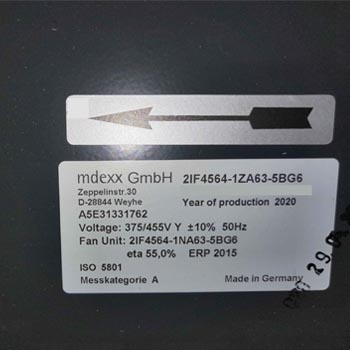 mdexx GmbH 2IF4564-1ZA63-5BG6
Zeppelinstr.30
D-28844 Weyhe Year of production 2020
A5E31331762
Voltage: 375/455V Y ±10% 50Hz
Fan Unit: 2IF4564-1NA63-5BG6
eta 55,0% ERP 2015
ISO 5801
Messkategorie A Made in Germany